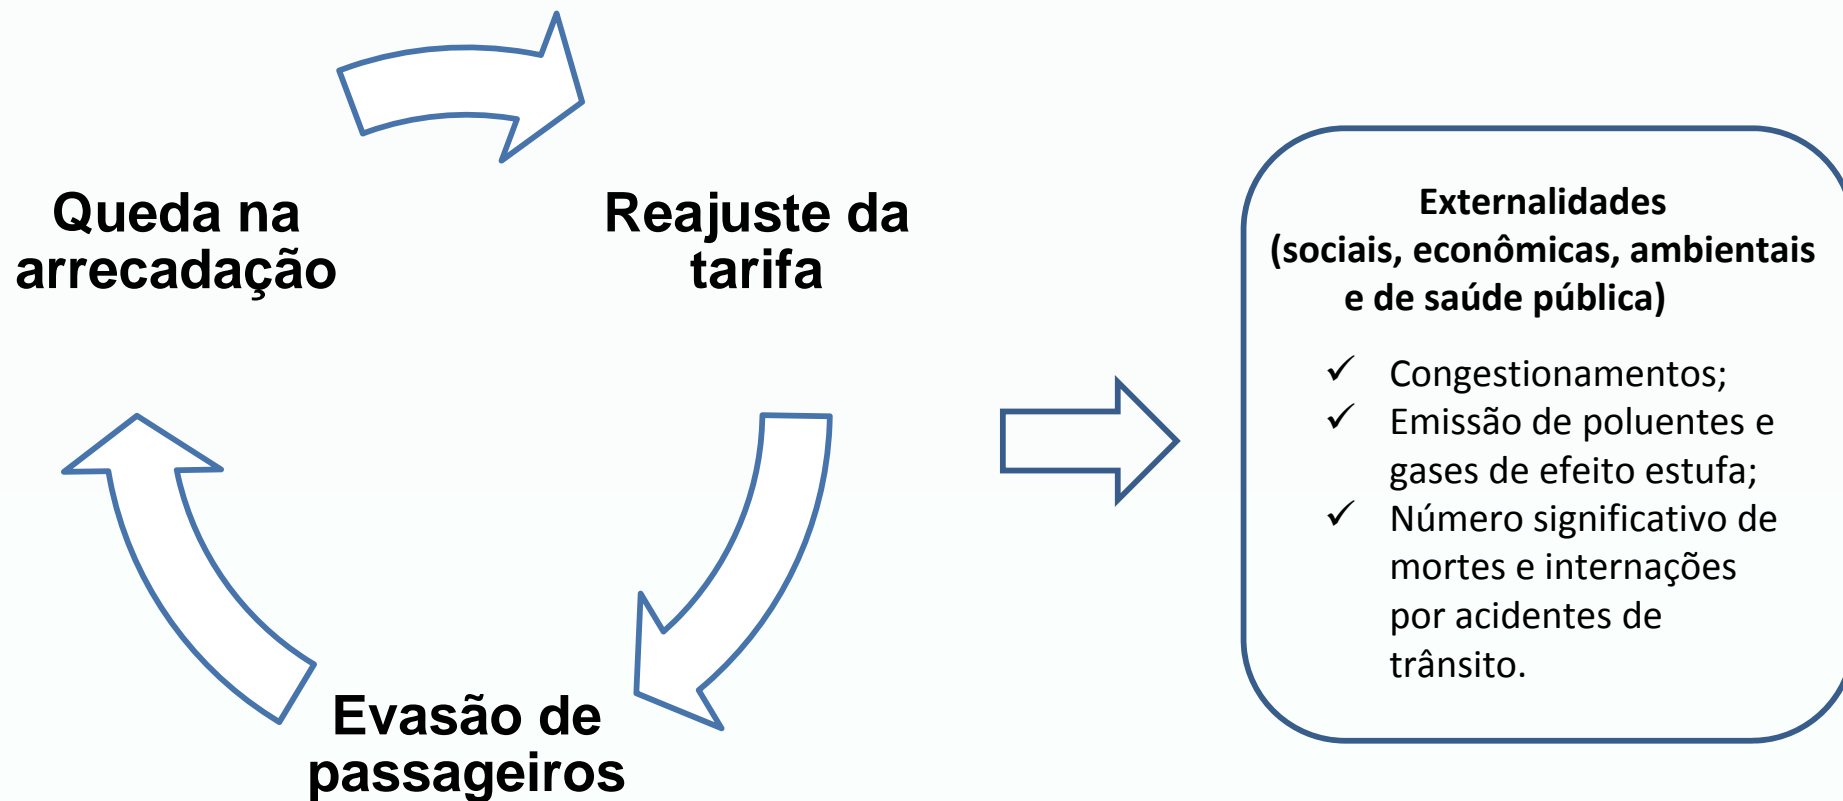 Queda na
arrecadação
Reajuste da
tarifa
Evasão de
passageiros
Externalidades
(sociais, econômicas, ambientais
e de saúde pública)
✓ Congestionamentos;
✓ Emissão de poluentes e
gases de efeito estufa;
✓ Número significativo de
mortes e internações
por acidentes de
trânsito.